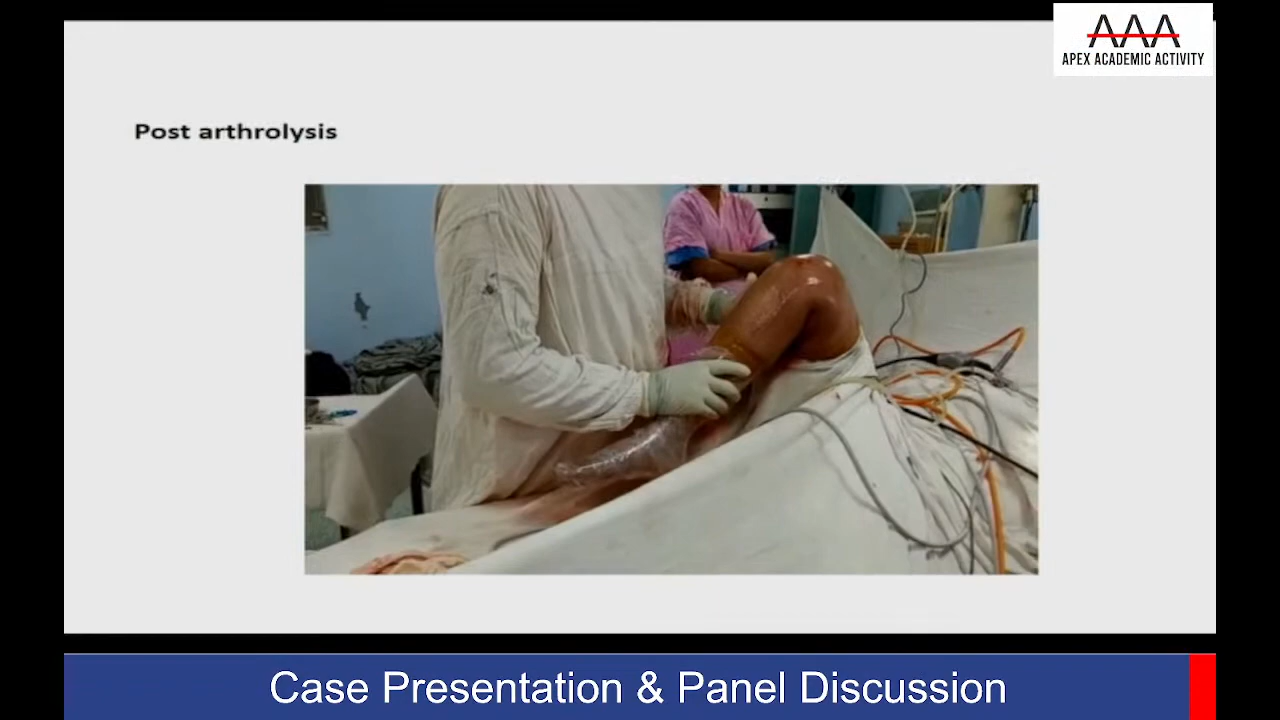 AAA
APEX ACADEMIC ACTIVITY
Post arthrolysis
Case Presentation & Panel Discussion